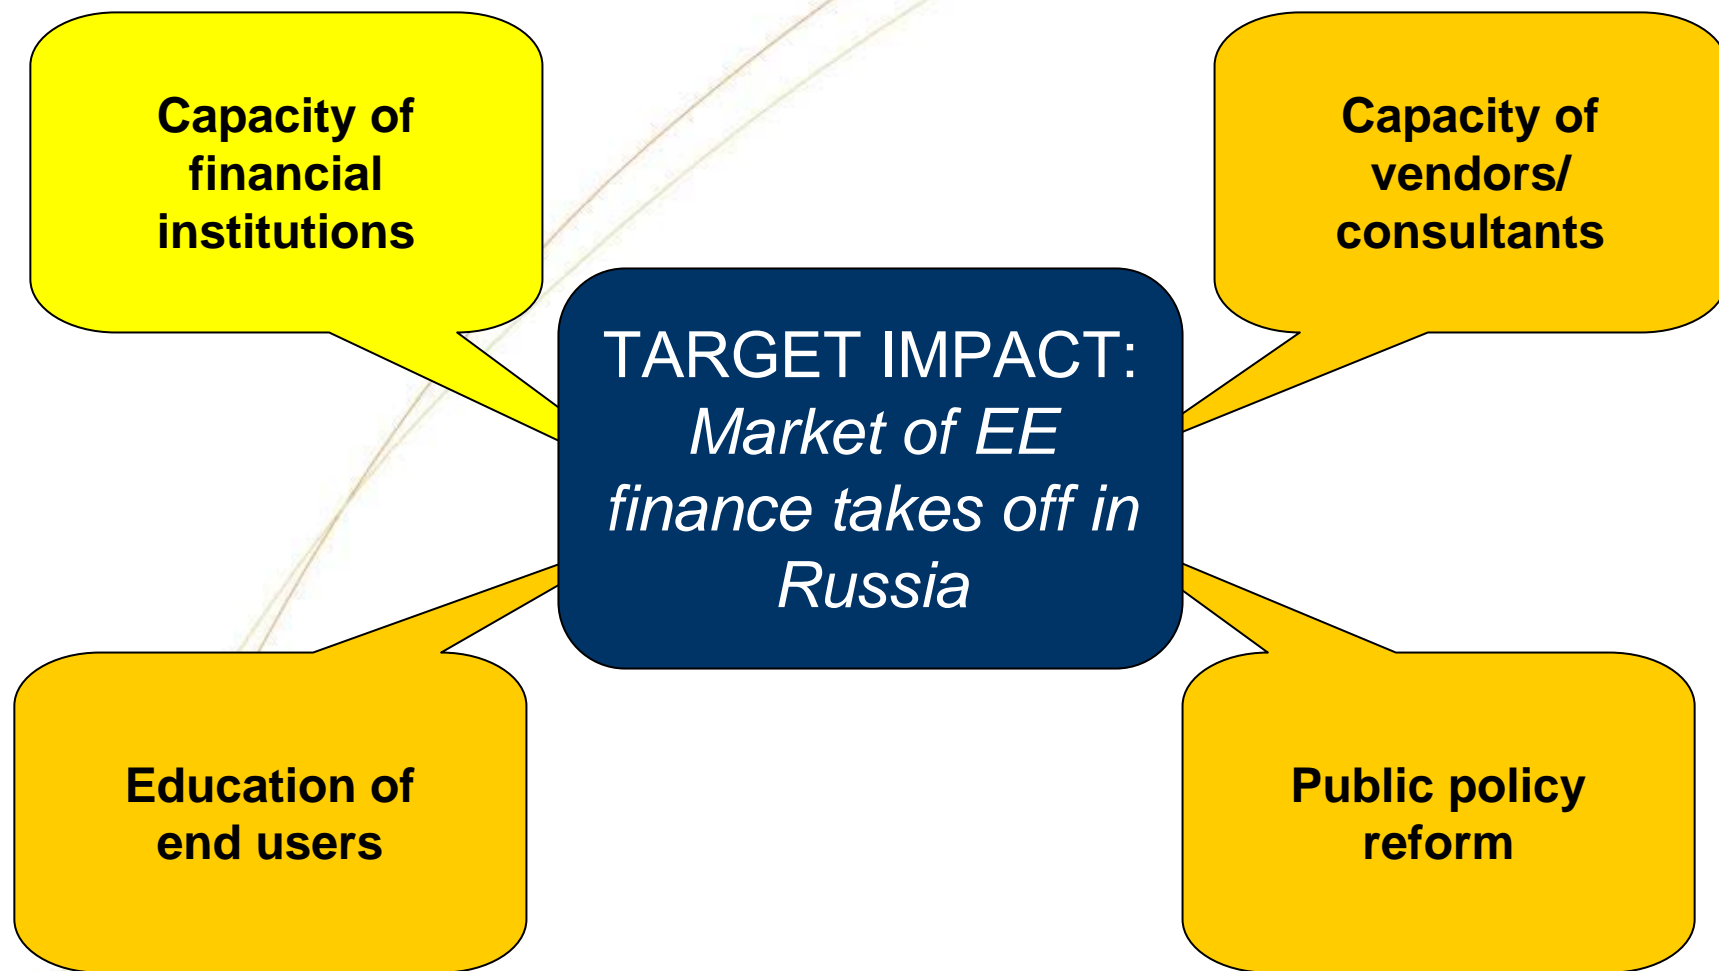 Capacity of
financial
institutions
Capacity of
vendors/
consultants
TARGET IMPACT:
Market of EE
finance takes off in
Russia
Education of
end users
Public policy
reform